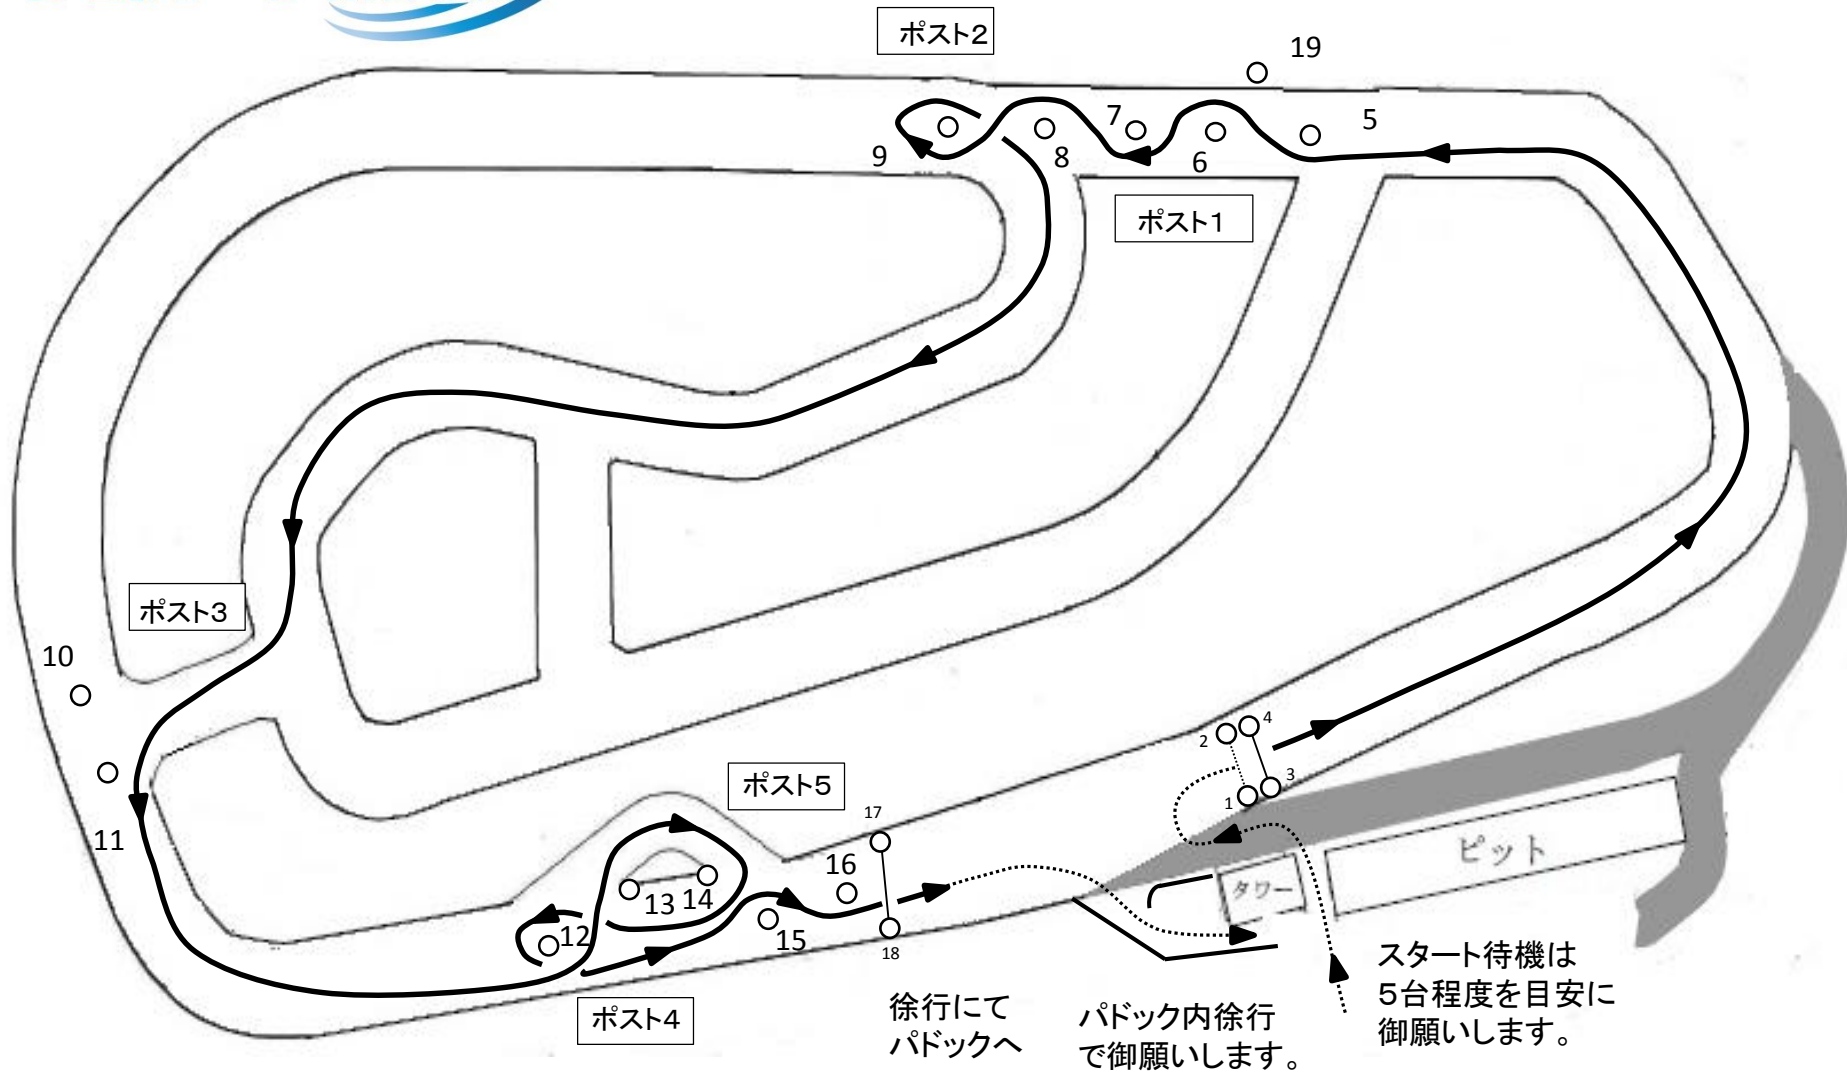 ポスト2
19
7
5
9
8
6
ポスト1
ポスト3
10
11
2
4
1
3
ポスト5
17
16
13
14
12
15
18
ポスト4
ピット
タワー
徐行にて
パドックへ
パドック内徐行
で御願いします。
スタート待機は
5台程度を目安に
御願いします。